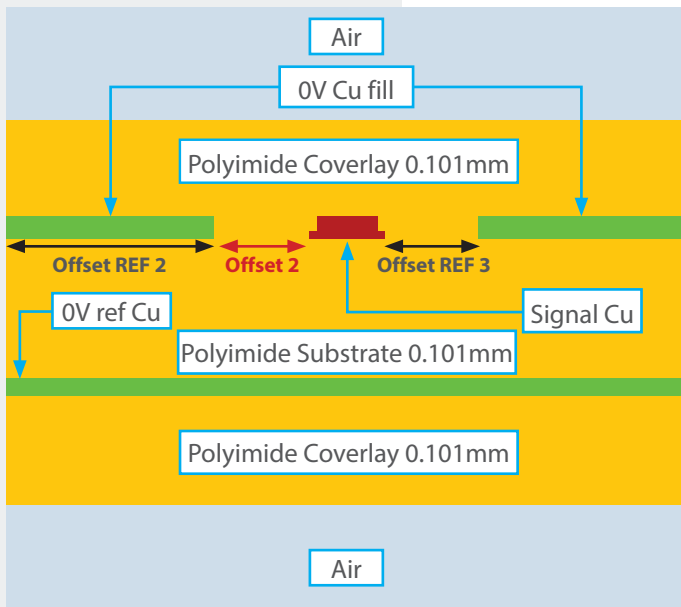 Air
0V Cu fill
Polyimide Coverlay 0.101mm
Offset REF 2
Offset 2
Offset REF 3
0V ref Cu
Signal Cu
Polyimide Substrate 0.101mm
Polyimide Coverlay 0.101mm
Air